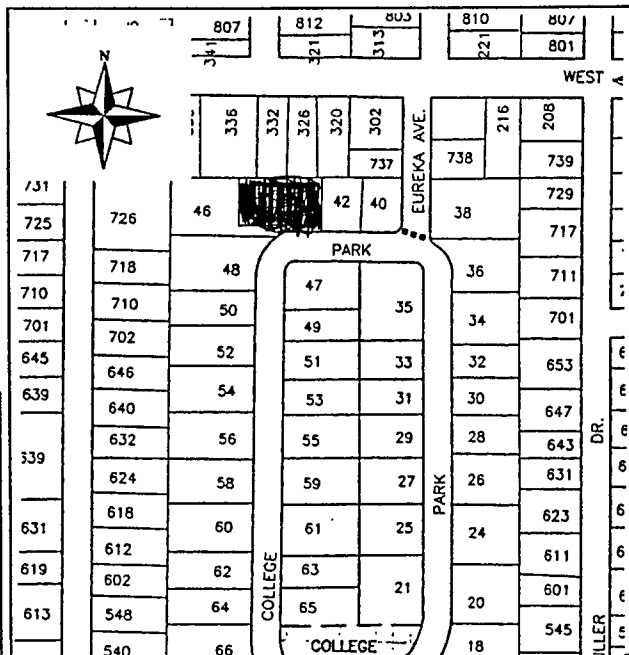 807 812 803 810 807
341 321 313 221 801
N
WEST
336 332 326 320 302 EUREKA AVE. 216 208
737 738 739
731 729
725 726 46 42 40 38 717
PARK
717 718 48 47 36 711
710 710 50 35
701 702 49 34 701
645 646 52 51 33 32 653
639 640 54 53 31 30 647
632 56 55 29 28 643 DR.
639 624 58 59 27 26 631
PARK
631 618 60 61 25 24 623
612 611
619 602 62 63 601
COLLEGE
613 548 64 65 21 20 545
540 66 COLLEGE 18